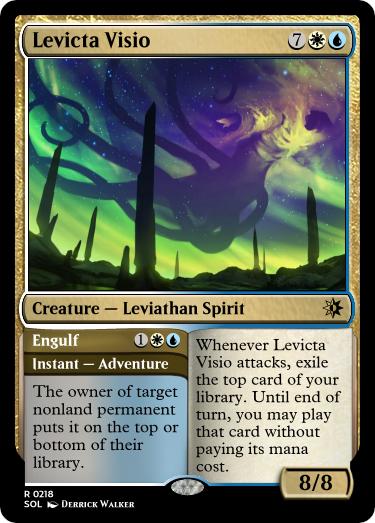 Levicta Visio 7
Creature — Leviathan Spirit
Engulf 1
Instant — Adventure
The owner of target
nonland permanent
puts it on the top or
bottom of their
library.
Whenever Levicta
Visio attacks, exile
the top card of your
library. Until end of
turn, you may play
that card without
paying its mana
cost.
8/8
R 0218
SOL DERRICK WALKER